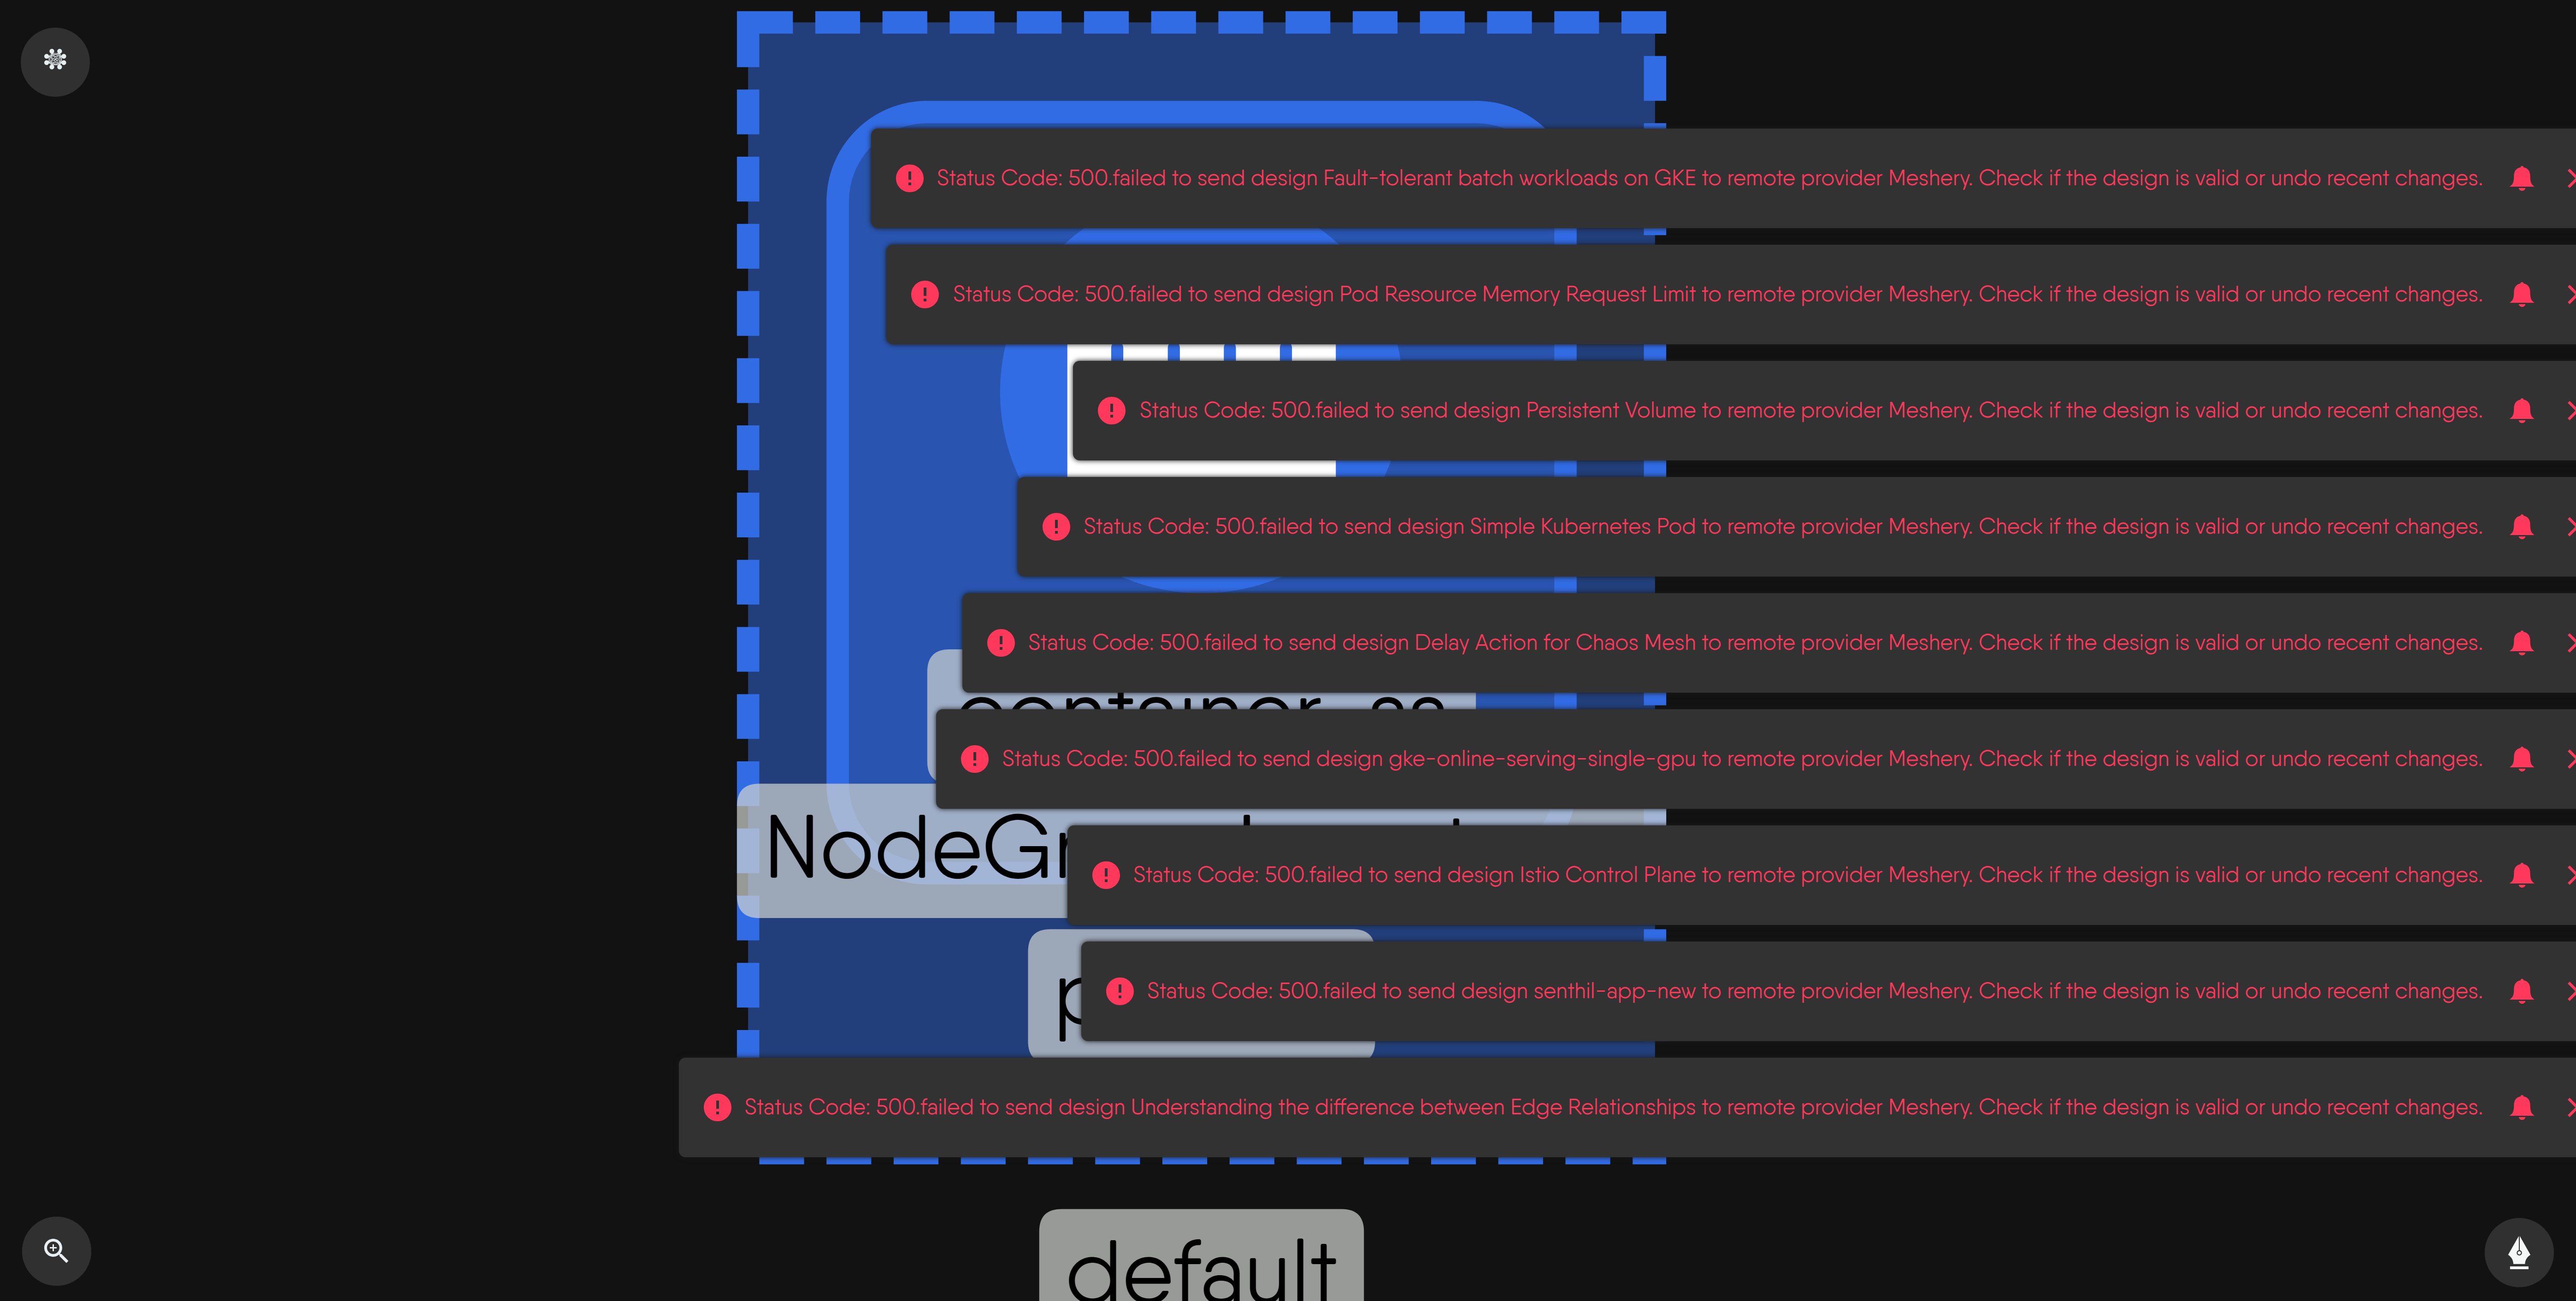 Status Code: 500.failed to send design Fault-tolerant batch workloads on GKE to remote provider Meshery. Check if the design is valid or undo recent changes.
Status Code: 500.failed to send design Pod Resource Memory Request Limit to remote provider Meshery. Check if the design is valid or undo recent changes.
Status Code: 500.failed to send design Persistent Volume to remote provider Meshery. Check if the design is valid or undo recent changes.
Status Code: 500.failed to send design Simple Kubernetes Pod to remote provider Meshery. Check if the design is valid or undo recent changes.
Status Code: 500.failed to send design Delay Action for Chaos Mesh to remote provider Meshery. Check if the design is valid or undo recent changes.
Status Code: 500.failed to send design gke-online-serving-single-gpu to remote provider Meshery. Check if the design is valid or undo recent changes.
Status Code: 500.failed to send design Istio Control Plane to remote provider Meshery. Check if the design is valid or undo recent changes.
Status Code: 500.failed to send design senthil-app-new to remote provider Meshery. Check if the design is valid or undo recent changes.
Status Code: 500.failed to send design Understanding the difference between Edge Relationships to remote provider Meshery. Check if the design is valid or undo recent changes.
default